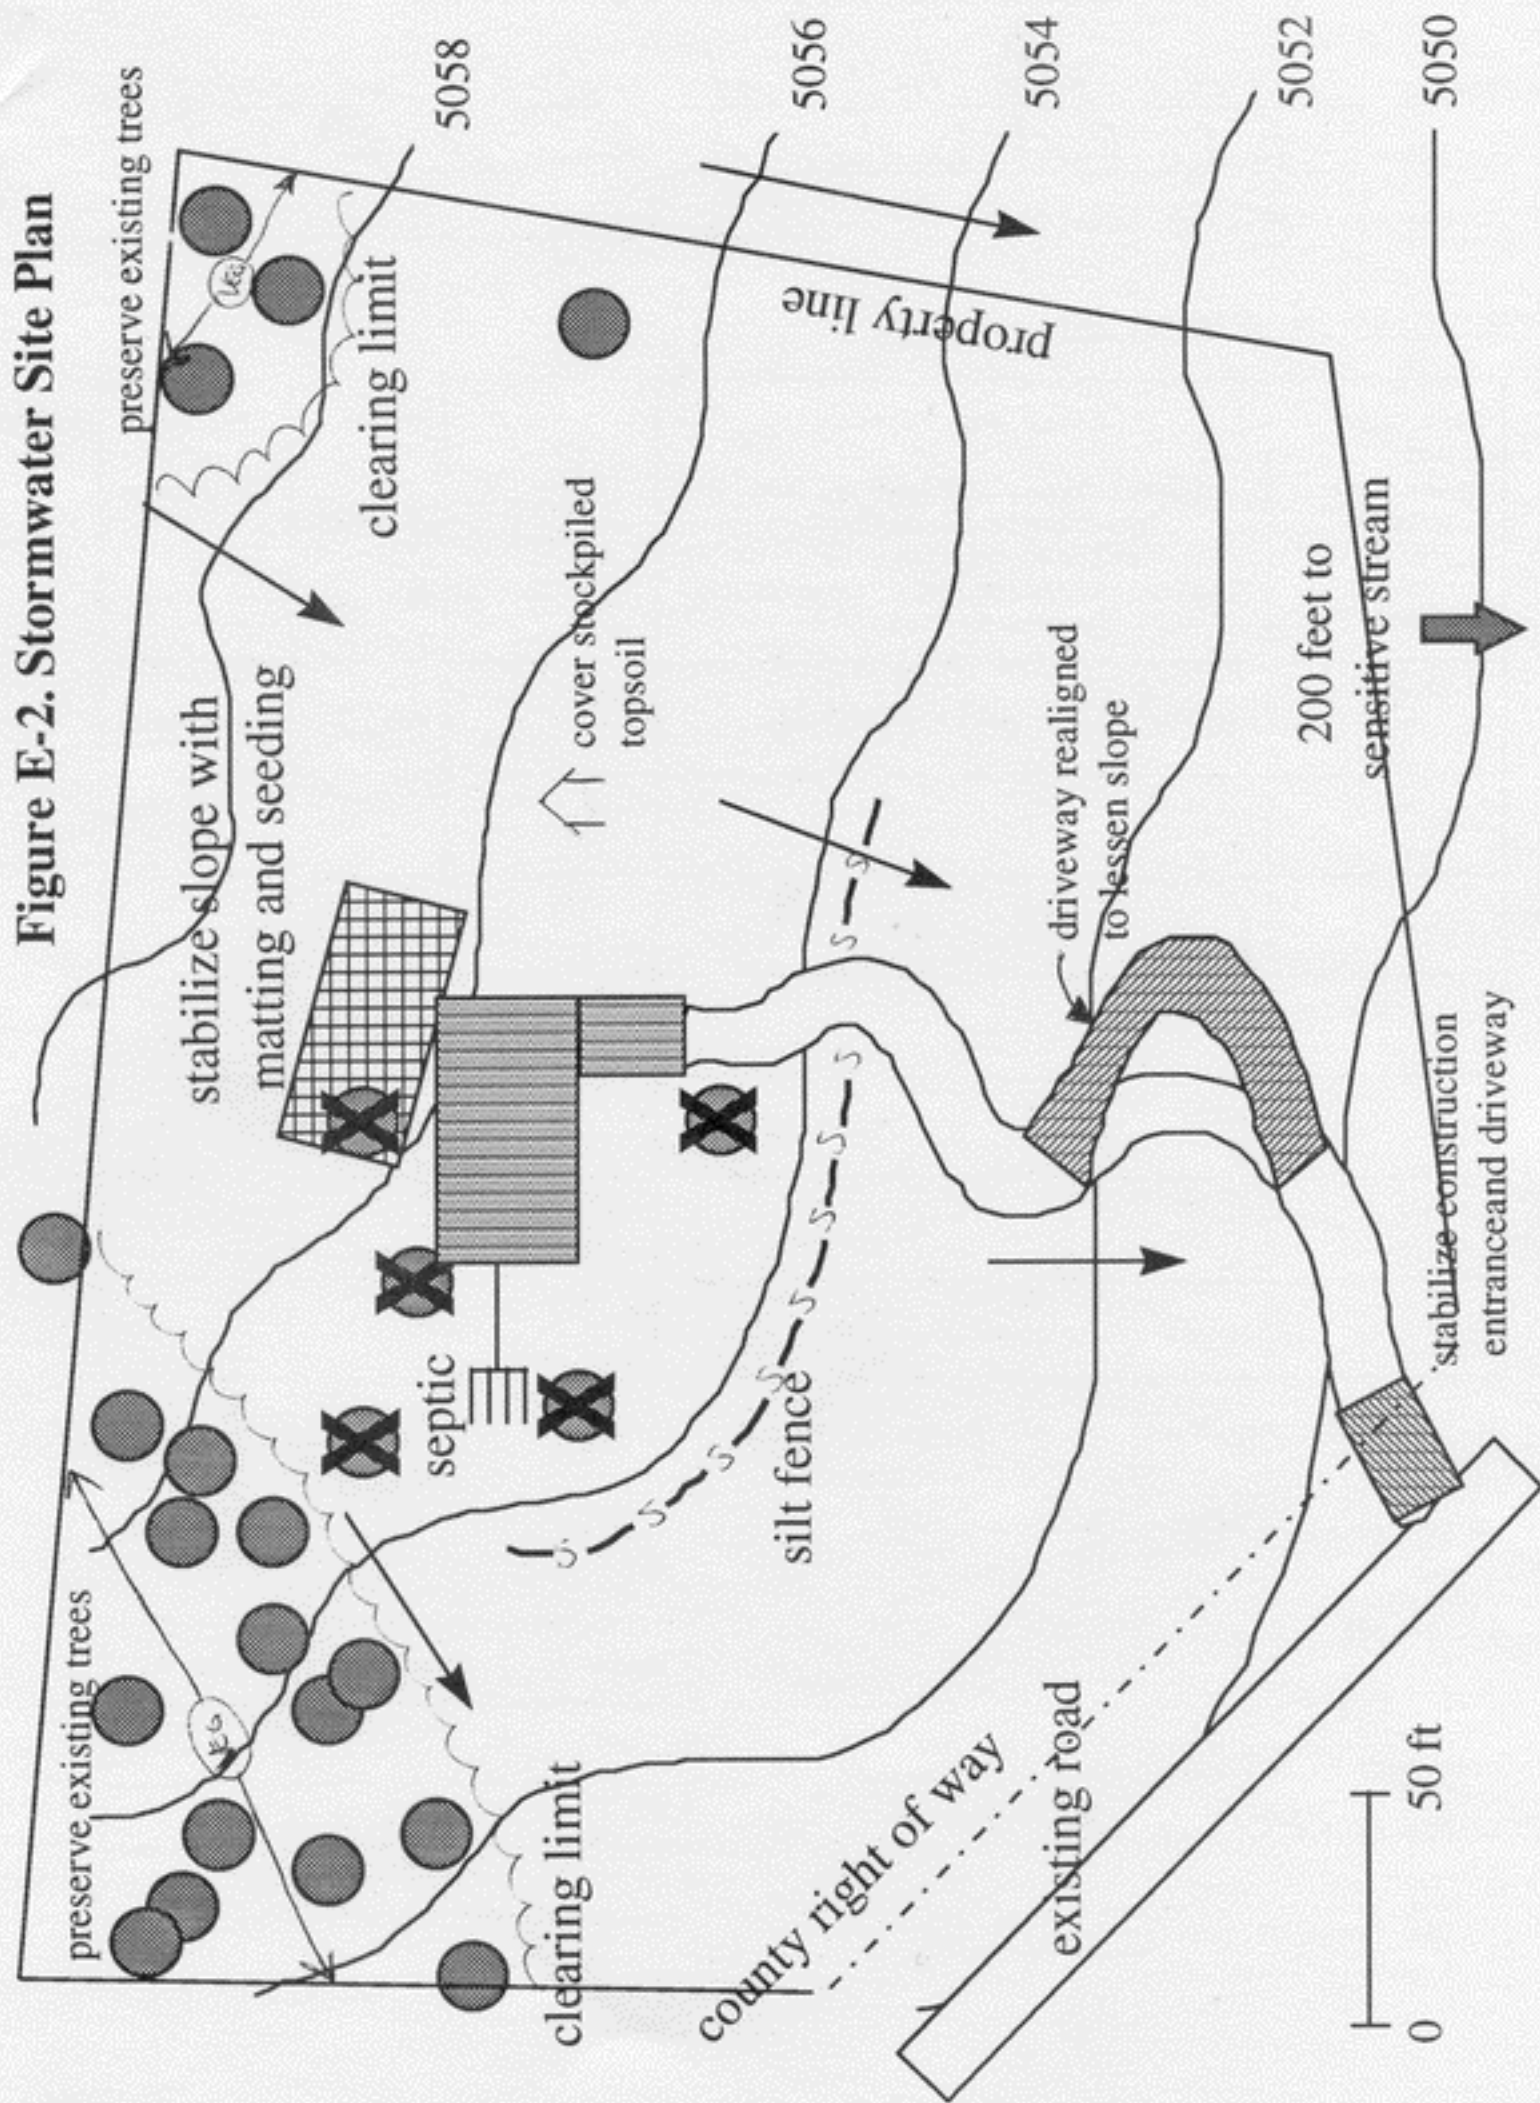 Figure E-2. Stormwater Site Plan
preserve existing trees
preserve existing trees
VEG
5058
stabilize slope with
matting and seeding
clearing limit
septic
cover stockpiled
topsoil
clearing limit
5056
silt fence
S S S S S S S S S S
property line
5054
county right of way
existing road
driveway realigned
to lessen slope
5052
200 feet to
sensitive stream
5050
stabilize construction
entranceand driveway
0 50 ft